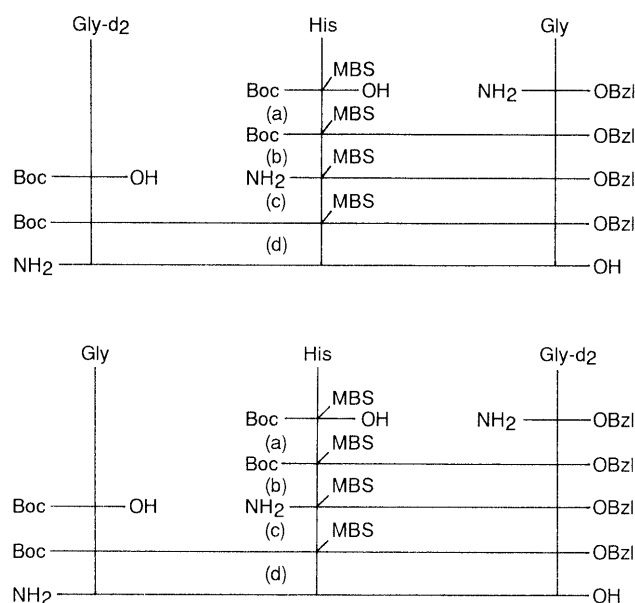 Gly-d2 His Gly
MBS
Boc OH NH2 OBzl
(a) MBS
Boc OBzl
(b) MBS
Boc OH NH2 OBzl
(c) MBS
Boc OBzl
(d)
NH2 OH
Gly His Gly-d2
MBS
Boc OH NH2 OBzl
(a) MBS
Boc OBzl
(b) MBS
Boc OH NH2 OBzl
(c) MBS
Boc OBzl
(d)
NH2 OH